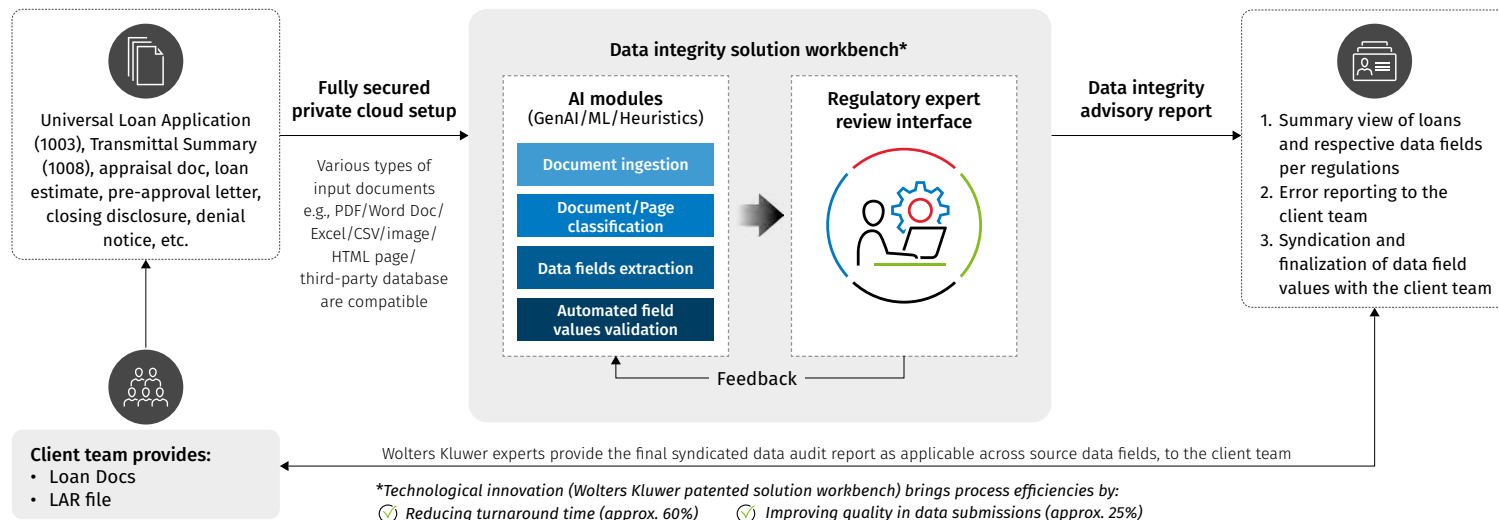 Universal Loan Application
(1003), Transmittal Summary
(1008), appraisal doc, loan
estimate, pre-approval letter,
closing disclosure, denial
notice, etc.
Client team provides:
• Loan Docs
• LAR file
Fully secured
private cloud setup
Various types of
input documents
e.g., PDF/Word Doc/
Excel/CSV/image/
HTML page/
third-party database
are compatible
Data integrity solution workbench*
AI modules
(GenAI/ML/Heuristics)
Document ingestion
Document/Page
classification
Data fields extraction
Automated field
values validation
Regulatory expert
review interface
Feedback
Data integrity
advisory report
1. Summary view of loans
and respective data fields
per regulations
2. Error reporting to the
client team
3. Syndication and
finalization of data field
values with the client team
Wolters Kluwer experts provide the final syndicated data audit report as applicable across source data fields, to the client team
*Technological innovation (Wolters Kluwer patented solution workbench) brings process efficiencies by:
Reducing turnaround time (approx. 60%) Improving quality in data submissions (approx. 25%)